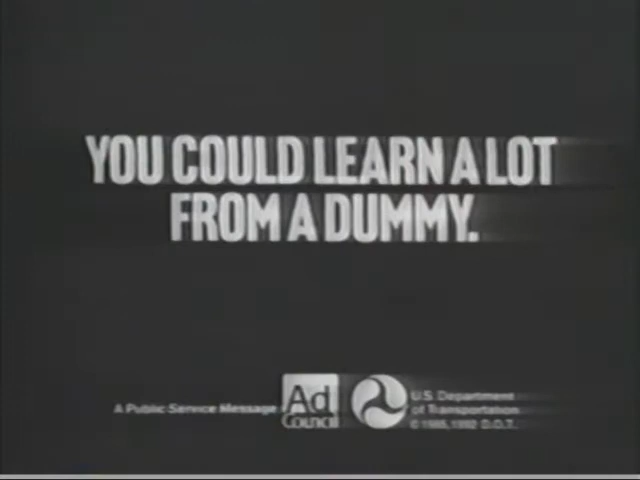 YOU COULD LEARN A LOT
FROM A DUMMY.
A Public Service Message
Ad
Council
U.S. Department
of Transportation
D.O.T.